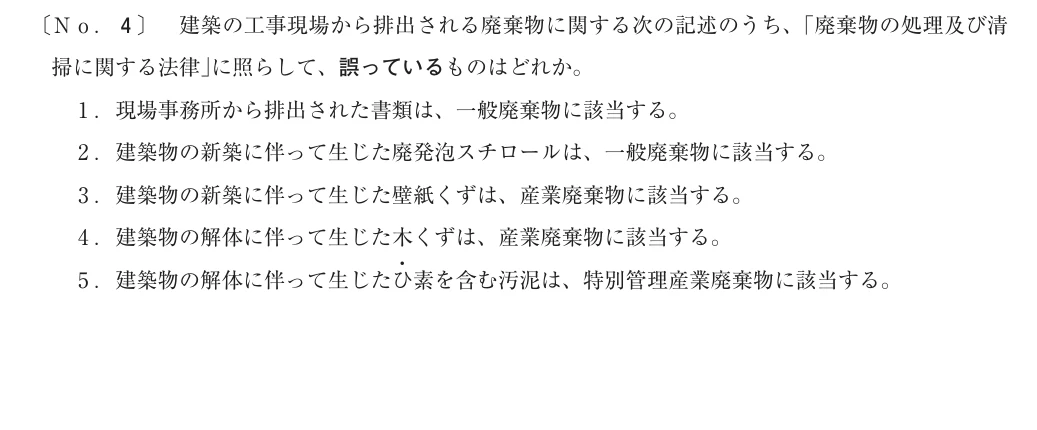 〔Ｎｏ．４〕　建築の工事現場から排出される廃棄物に関する次の記述のうち、「廃棄物の処理及び清
掃に関する法律」に照らして、誤っているものはどれか。
１．現場事務所から排出された書類は、一般廃棄物に該当する。
２．建築物の新築に伴って生じた廃発泡スチロールは、一般廃棄物に該当する。
３．建築物の新築に伴って生じた壁紙くずは、産業廃棄物に該当する。
４．建築物の解体に伴って生じた木くずは、産業廃棄物に該当する。
５．建築物の解体に伴って生じたひ素を含む汚泥は、特別管理産業廃棄物に該当する。